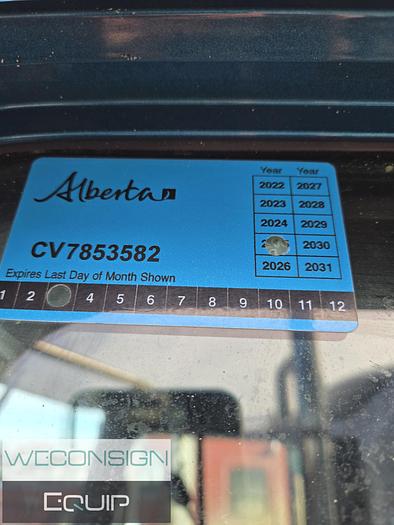 Alberta
Year Year
2022 2027
2023 2028
2024 2029
2030
2026 2031
CV7853582
Expires Last Day of Month Shown
1 2 4 5 6 7 8 9 10 11 12
WECONSIGN
EQUIP